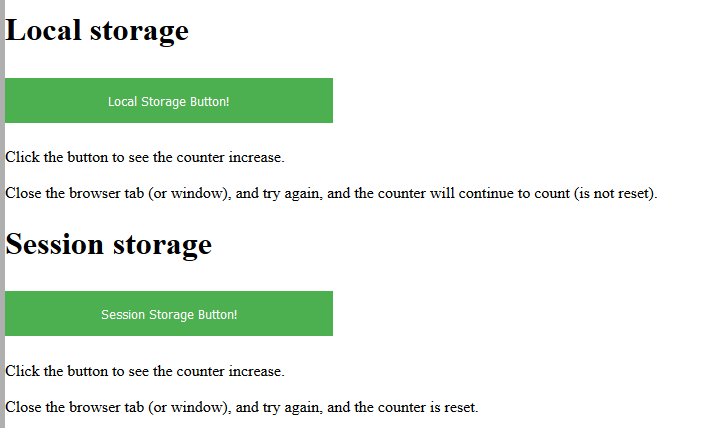 Local storage
Local Storage Button!
Click the button to see the counter increase.
Close the browser tab (or window), and try again, and the counter will continue to count (is not reset).
Session storage
Session Storage Button!
Click the button to see the counter increase.
Close the browser tab (or window), and try again, and the counter is reset.